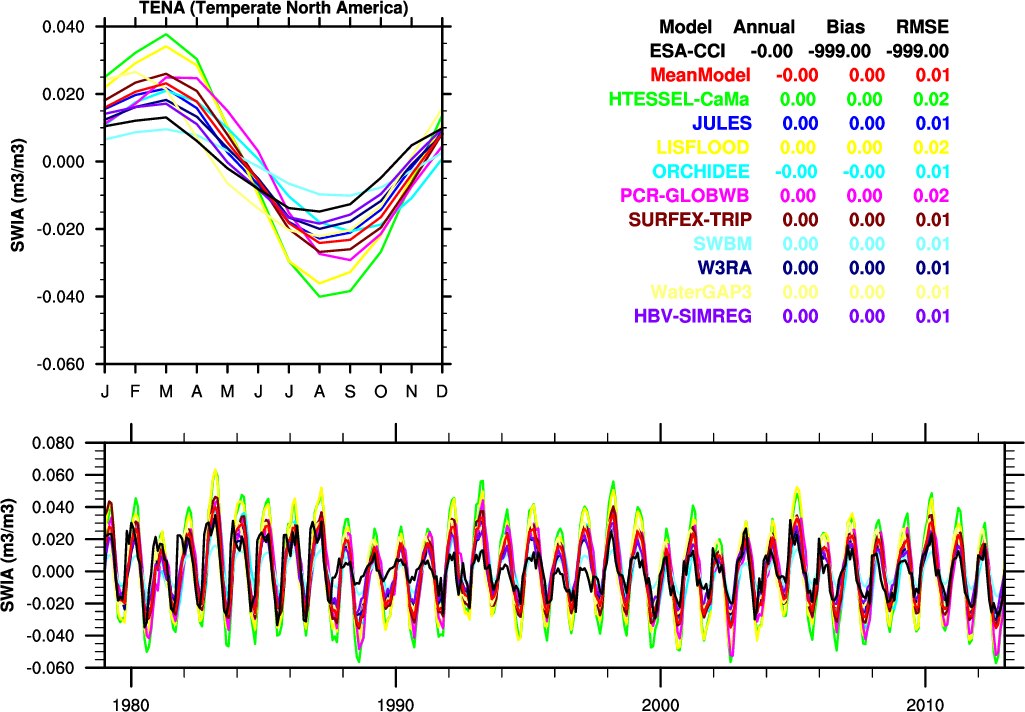 TENA (Temperate North America)
0.040
0.020
0.000
-0.020
-0.040
-0.060
SWIA (m3/m3)
J F M A M J J A S O N D
Model Annual Bias RMSE
ESA-CCI -0.00 -999.00 -999.00
MeanModel -0.00 0.00 0.01
HTESSEL-CaMa 0.00 0.00 0.02
JULES 0.00 0.00 0.01
LISFLOOD 0.00 0.00 0.02
ORCHIDEE -0.00 -0.00 0.01
PCR-GLOBWB 0.00 0.00 0.02
SURFEX-TRIP 0.00 0.00 0.01
SWBM 0.00 0.00 0.01
W3RA 0.00 0.00 0.01
WaterGAP3 0.00 0.00 0.01
HBV-SIMREG 0.00 0.00 0.01
0.080
0.060
0.040
0.020
0.000
-0.020
-0.040
-0.060
SWIA (m3/m3)
1980 1990 2000 2010